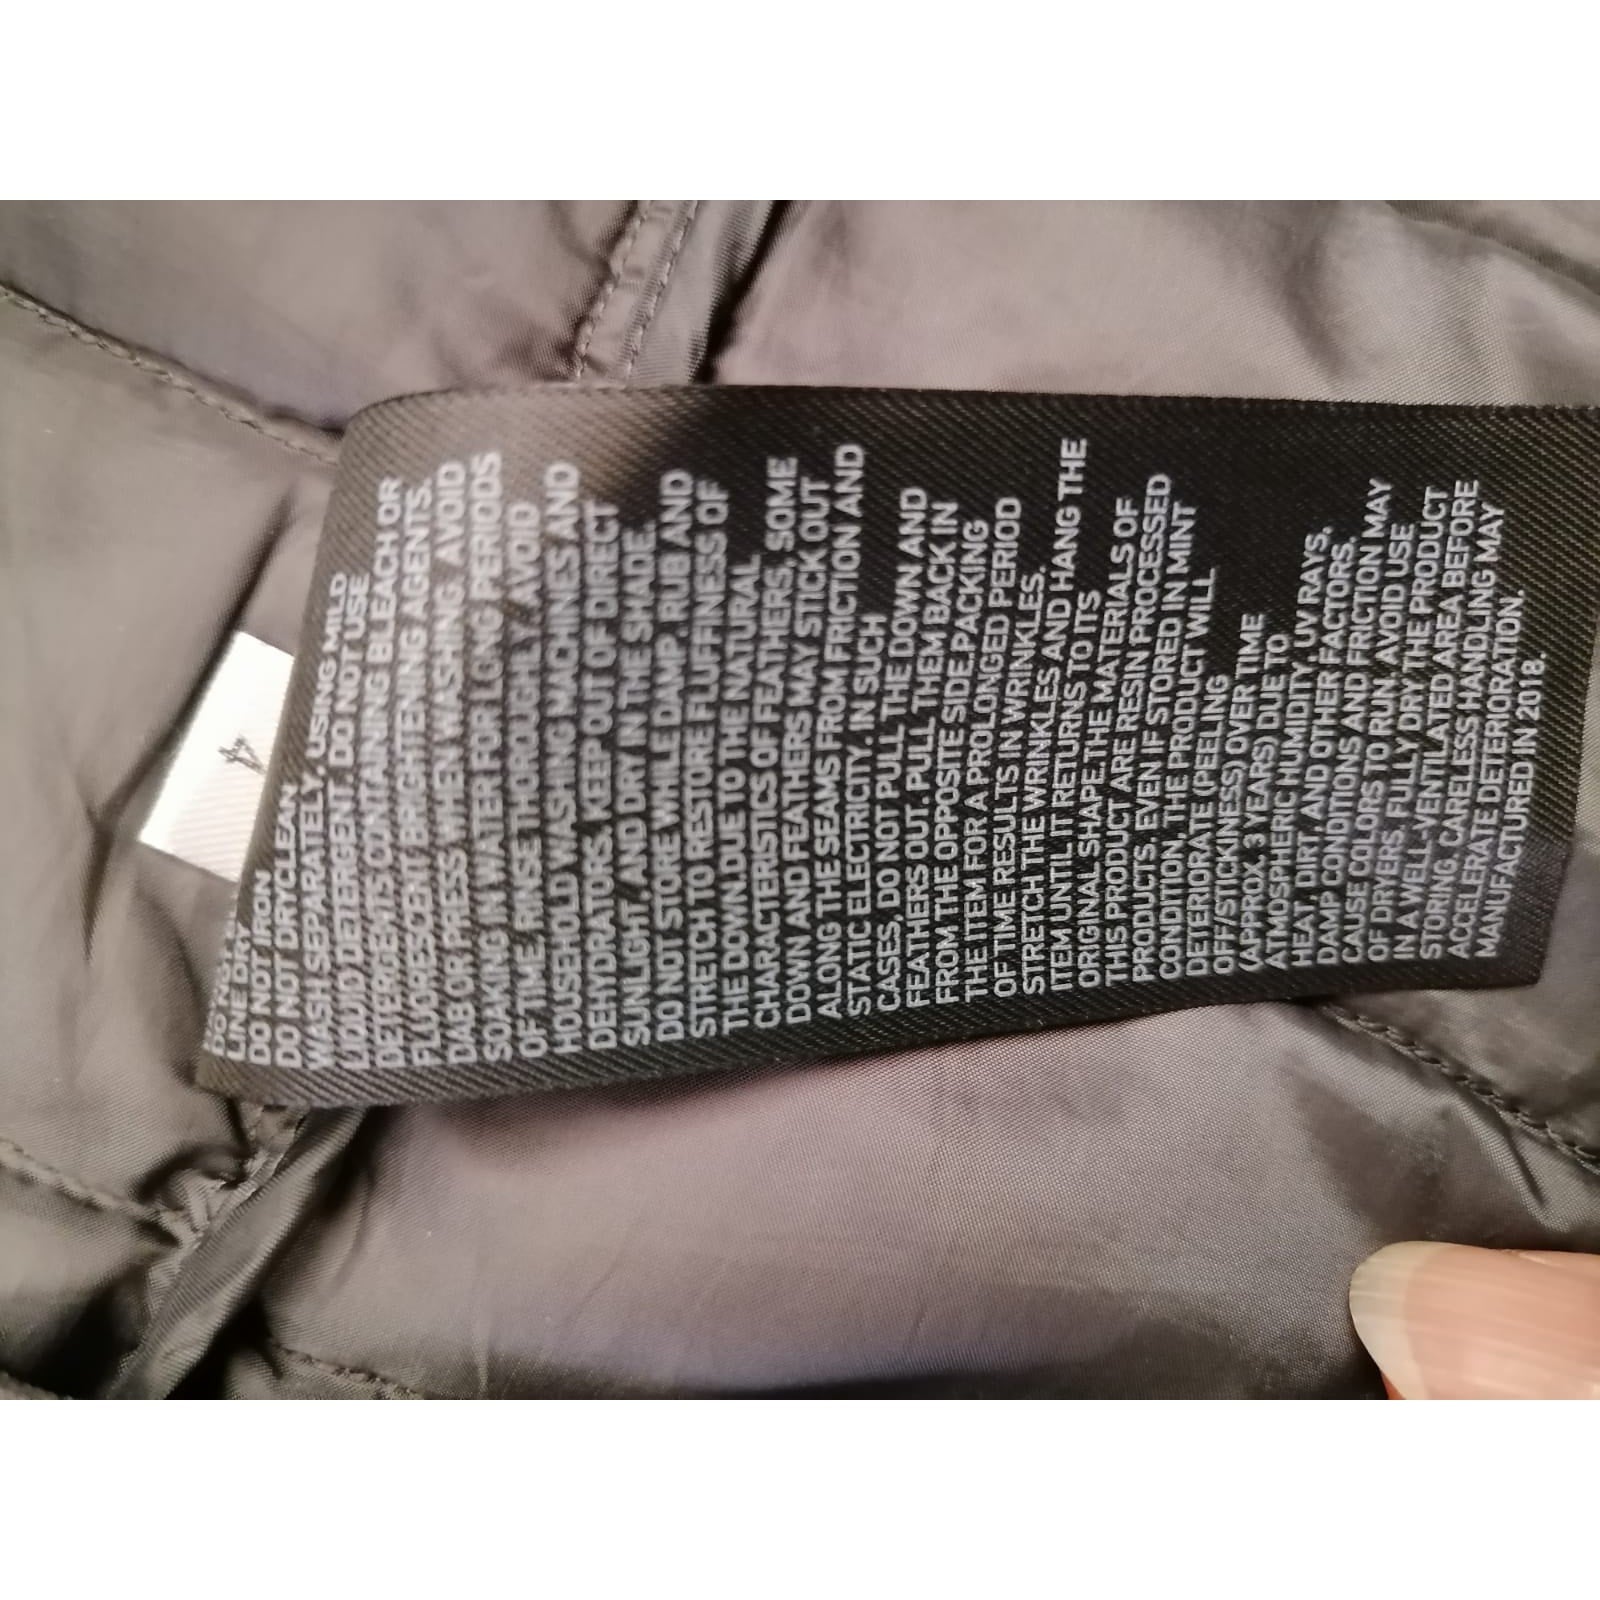 LINE DRY
DO NOT IRON
DO NOT DRYCLEAN
WASH SEPARATELY, USING MILD
LIQUID DETERGENT. DO NOT USE
DETERGENTS CONTAINING BLEACH OR
FLUORESCENT BRIGHTENING AGENTS.
DAB OR PRESS WHEN WASHING. AVOID
SOAKING IN WATER FOR LONG PERIODS
OF TIME. RINSE THOROUGHLY. AVOID
HOUSEHOLD WASHING MACHINES AND
DEHYDRATORS. KEEP OUT OF DIRECT
SUNLIGHT, AND DRY IN THE SHADE.
DO NOT STORE WHILE DAMP. RUB AND
STRETCH TO RESTORE FLUFFINESS OF
THE DOWN.DUE TO THE NATURAL
CHARACTERISTICS OF FEATHERS, SOME
DOWN AND FEATHERS MAY STICK OUT
ALONG THE SEAMS FROM FRICTION AND
STATIC ELECTRICITY. IN SUCH
CASES, DO NOT PULL THE DOWN AND
FEATHERS OUT. PULL THEM BACK IN
FROM THE OPPOSITE SIDE.PACKING
THE ITEM FOR A PROLONGED PERIOD
OF TIME RESULTS IN WRINKLES.
STRETCH THE WRINKLES AND HANG THE
ITEM UNTIL IT RETURNS TO ITS
ORIGINAL SHAPE.THE MATERIALS OF
THIS PRODUCT ARE RESIN PROCESSED
PRODUCTS. EVEN IF STORED IN MINT
CONDITION, THE PRODUCT WILL
DETERIORATE (PEELING
OFF/STICKINESS) OVER TIME
(APPROX. 3 YEARS) DUE TO
ATMOSPHERIC HUMIDITY, UV RAYS,
HEAT, DIRT, AND OTHER FACTORS.
DAMP CONDITIONS AND FRICTION MAY
CAUSE COLORS TO RUN. AVOID USE
OF DRYERS. FULLY DRY THE PRODUCT
IN A WELL-VENTILATED AREA BEFORE
STORING. CARELESS HANDLING MAY
ACCELERATE DETERIORATION.
MANUFACTURED IN 2018.